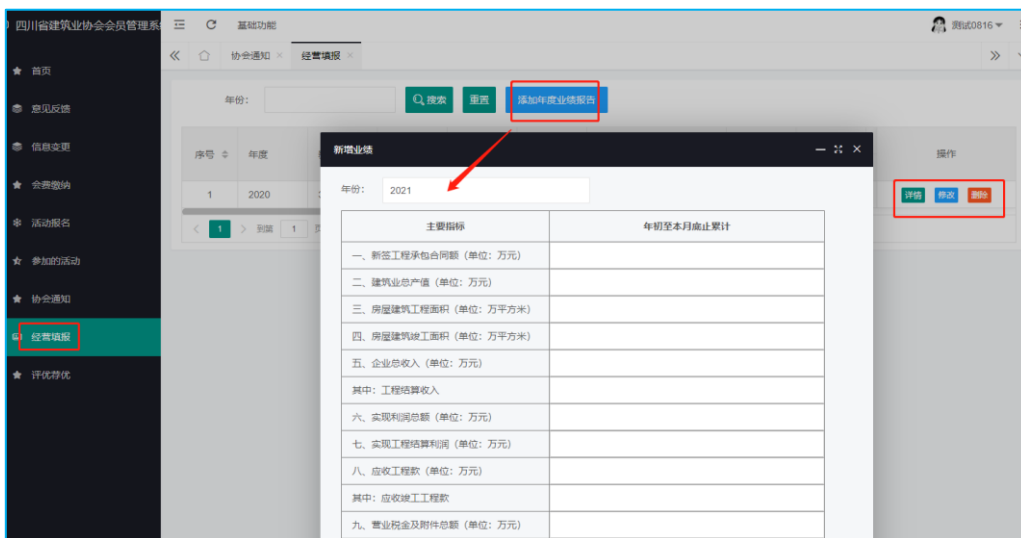 四川省建筑业协会会员管理系
基础功能
测试0816
协会通知 ×
经营填报 ×
首页
意见反馈
信息变更
会费缴纳
活动报名
参加的活动
协会通知
经营填报
评优荐优
年份：
搜索
重置
添加年度业绩报告
序号
年度
操作
1
2020
详情
修改
删除
< 1 > 到第 1
新增业绩
年份： 2021
主要指标
年初至本月底止累计
一、新签工程承包合同额（单位：万元）
二、建筑业总产值（单位：万元）
三、房屋建筑工程面积（单位：万平方米）
四、房屋建筑竣工面积（单位：万平方米）
五、企业总收入（单位：万元）
其中：工程结算收入
六、实现利润总额（单位：万元）
七、实现工程结算利润（单位：万元）
八、应收工程款（单位：万元）
其中：应收竣工工程款
九、营业税金及附件总额（单位：万元）